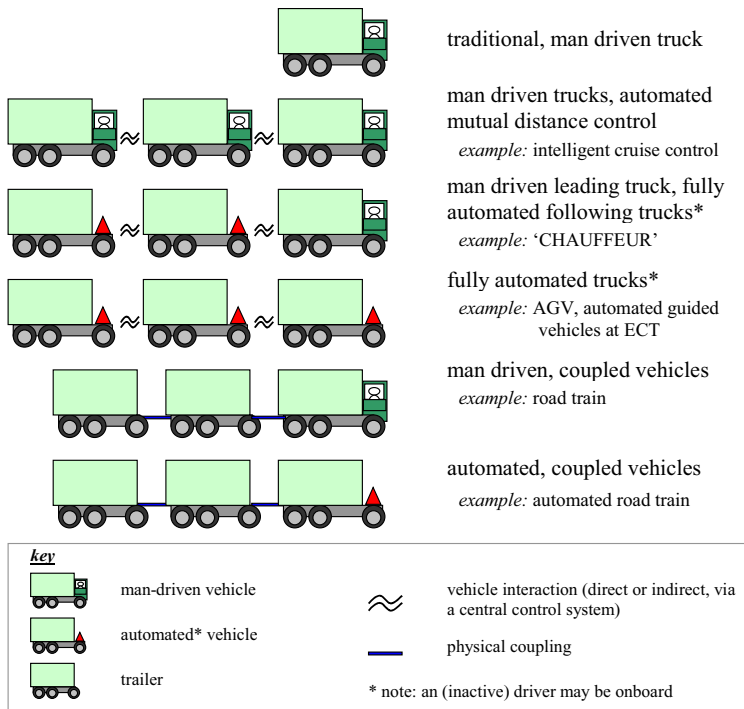 traditional, man driven truck
man driven trucks, automated
mutual distance control
example: intelligent cruise control
man driven leading truck, fully
automated following trucks*
example: ‘CHAUFFEUR’
fully automated trucks*
example: AGV, automated guided
vehicles at ECT
man driven, coupled vehicles
example: road train
automated, coupled vehicles
example: automated road train
key
man-driven vehicle
automated* vehicle
trailer
vehicle interaction (direct or indirect, via
a central control system)
physical coupling
* note: an (inactive) driver may be onboard